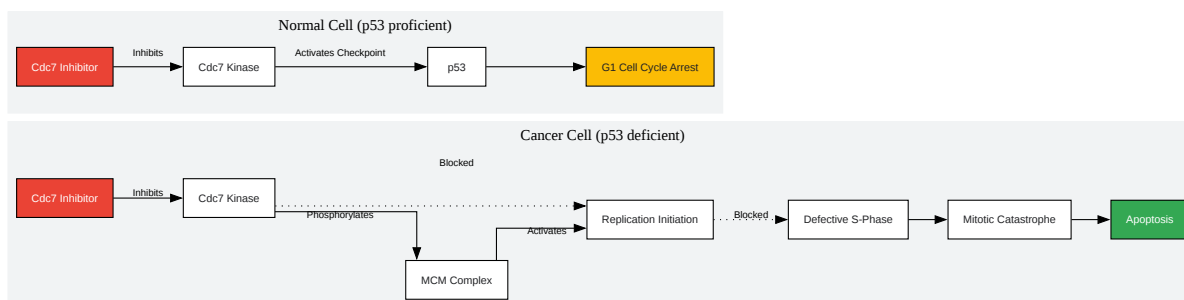 Normal Cell (p53 proficient)
Cdc7 Inhibitor
Inhibits
Cdc7 Kinase
Activates Checkpoint
p53
G1 Cell Cycle Arrest
Cancer Cell (p53 deficient)
Blocked
Cdc7 Inhibitor
Inhibits
Cdc7 Kinase
Phosphorylates
MCM Complex
Activates
Replication Initiation
Blocked
Defective S-Phase
Mitotic Catastrophe
Apoptosis